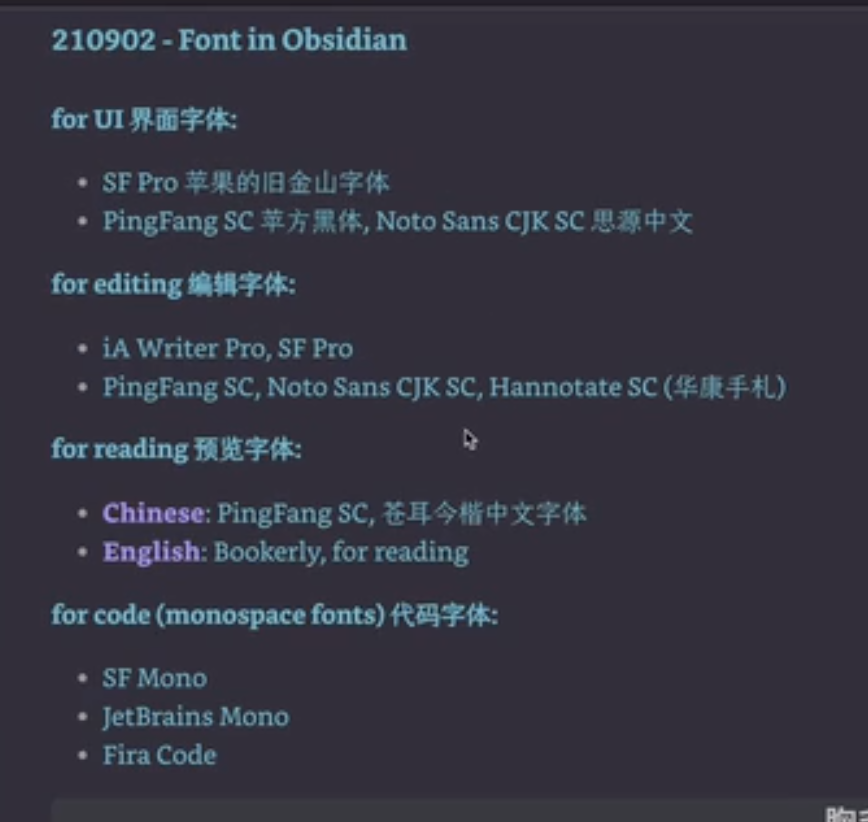 210902 - Font in Obsidian
for UI 界面字体:
SF Pro 苹果的旧金山字体
PingFang SC 苹方黑体, Noto Sans CJK SC 思源中文
for editing 编辑字体:
iA Writer Pro, SF Pro
PingFang SC, Noto Sans CJK SC, Hannotate SC (华康手札)
for reading 预览字体:
Chinese: PingFang SC, 苍耳今楷中文字体
English: Bookerly, for reading
for code (monospace fonts) 代码字体:
SF Mono
JetBrains Mono
Fira Code